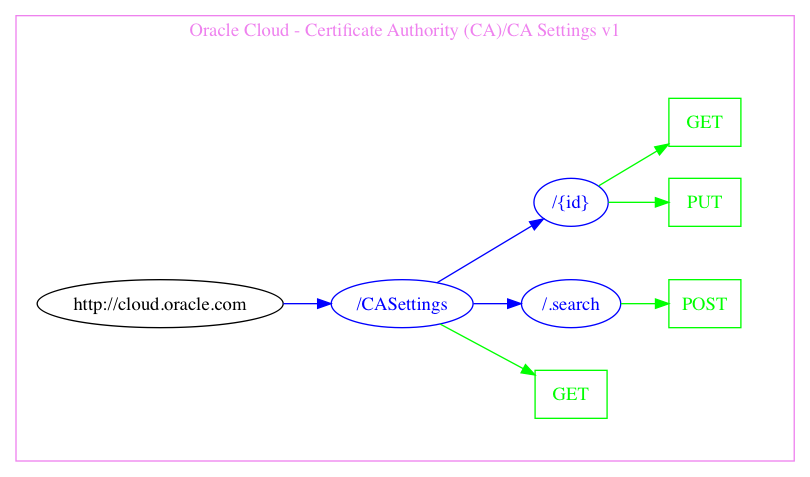 Oracle Cloud - Certificate Authority (CA)/CA Settings v1
GET
/{id}
PUT
http://cloud.oracle.com
/CASettings
/.search
POST
GET